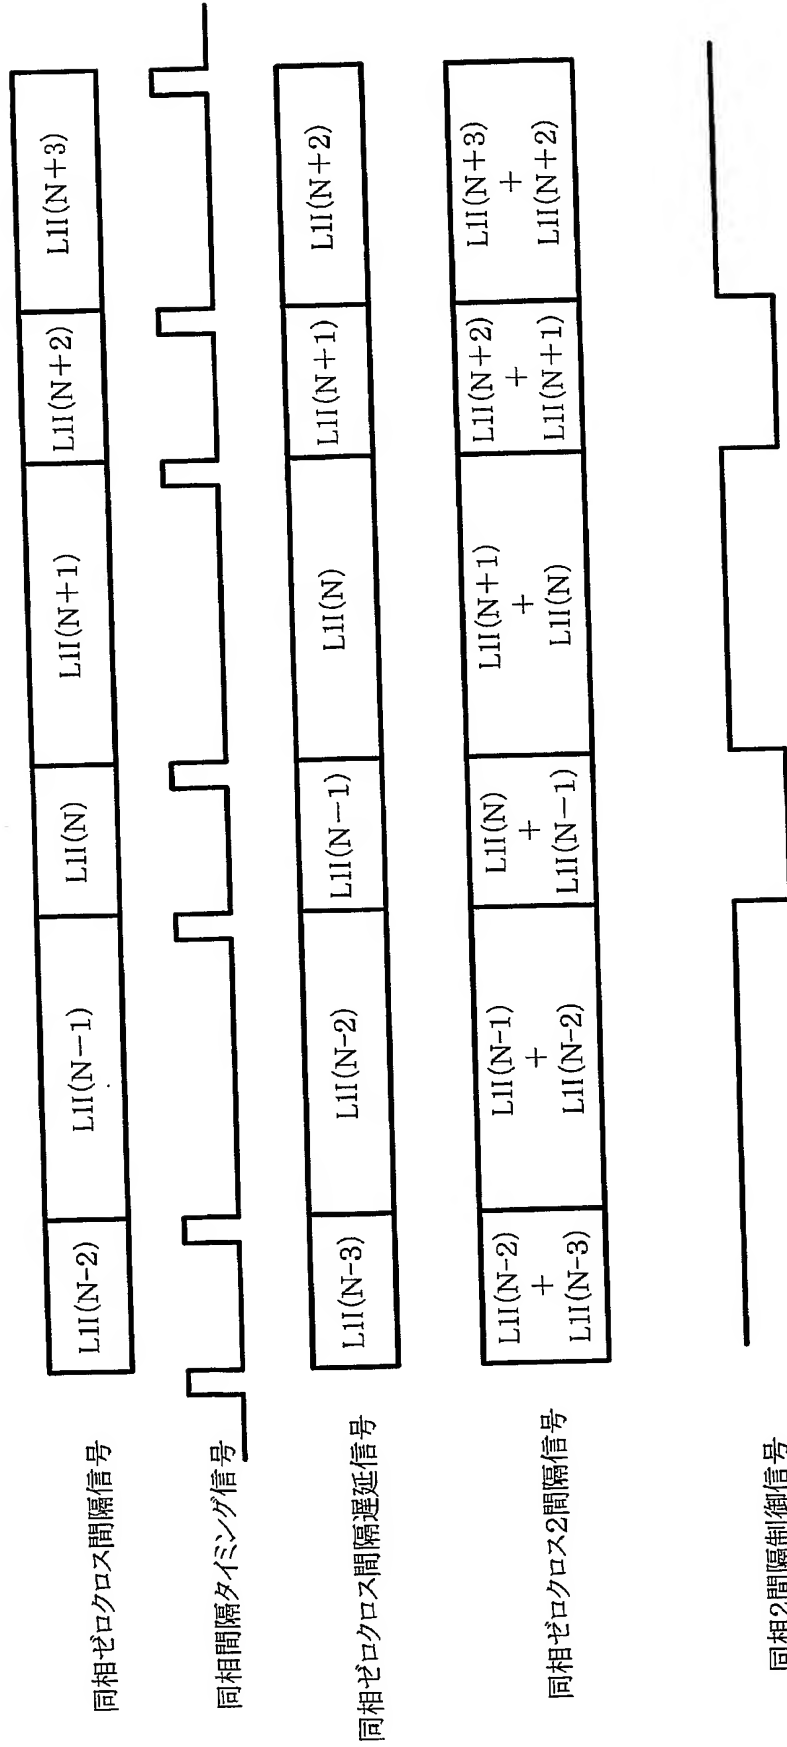 同相ゼロクロス間隔信号
L1I(N-2)
L1I(N−1)
L1I(N)
L1I(N+1)
L1I(N+2)
L1I(N+3)
同相間隔タイミング信号
同相ゼロクロス間隔遅延信号
L1I(N-3)
L1I(N-2)
L1I(N−1)
L1I(N)
L1I(N+1)
L1I(N+2)
同相ゼロクロス2間隔信号
L1I(N-2)
+
L1I(N-3)
L1I(N-1)
+
L1I(N-2)
L1I(N)
+
L1I(N−1)
L1I(N+1)
+
L1I(N)
L1I(N+2)
+
L1I(N+1)
L1I(N+3)
+
L1I(N+2)
同相2間隔制御信号